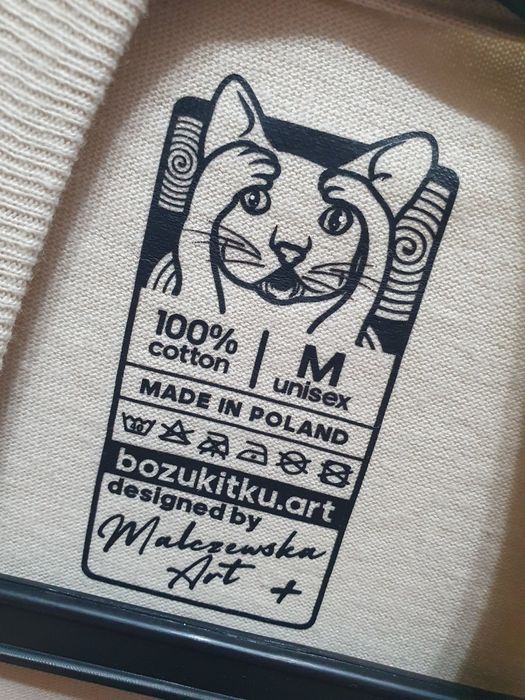 100%
cotton
M
unisex
MADE IN POLAND
bozukitku.art
designed by
Malczewska
Art